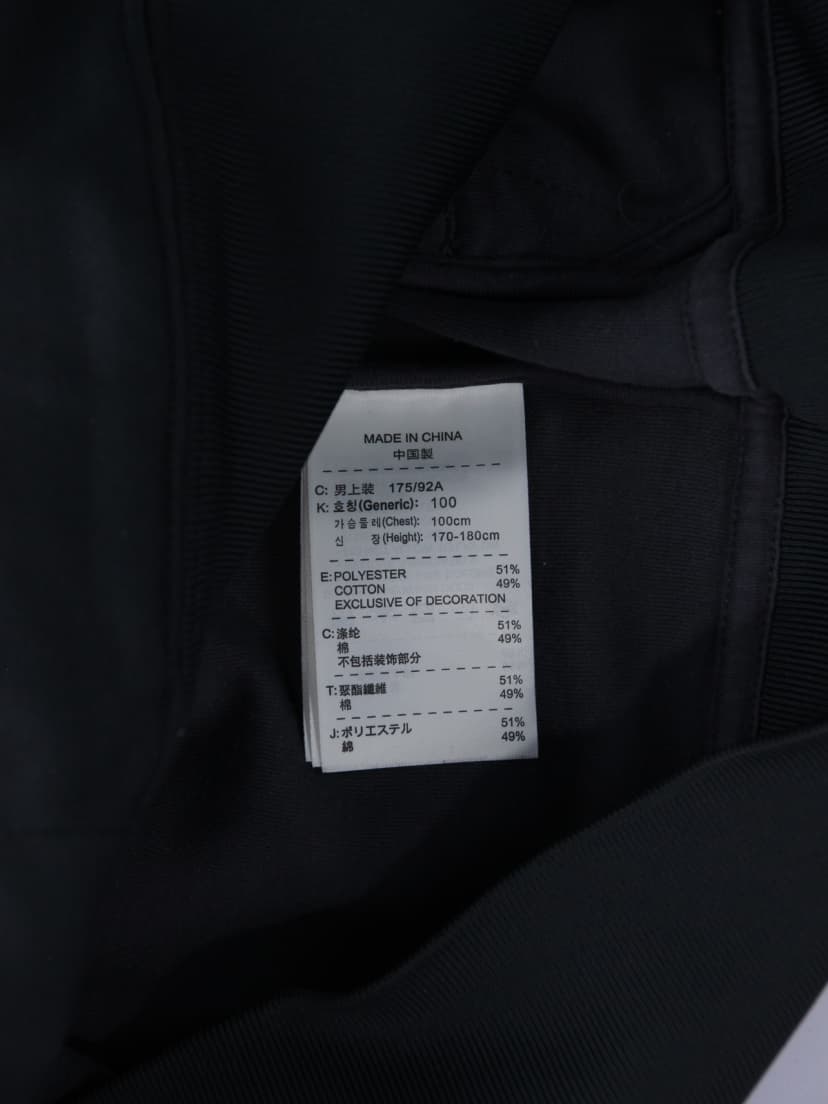 MADE IN CHINA
中国製
C: 男上装 175/92A
K: 호칭(Generic): 100
가슴둘레(Chest): 100cm
신 장(Height): 170-180cm
E: POLYESTER 51%
COTTON 49%
EXCLUSIVE OF DECORATION
C: 涤纶 51%
棉 49%
不包括装饰部分
T: 聚酯纖維 51%
棉 49%
J: ポリエステル 51%
綿 49%